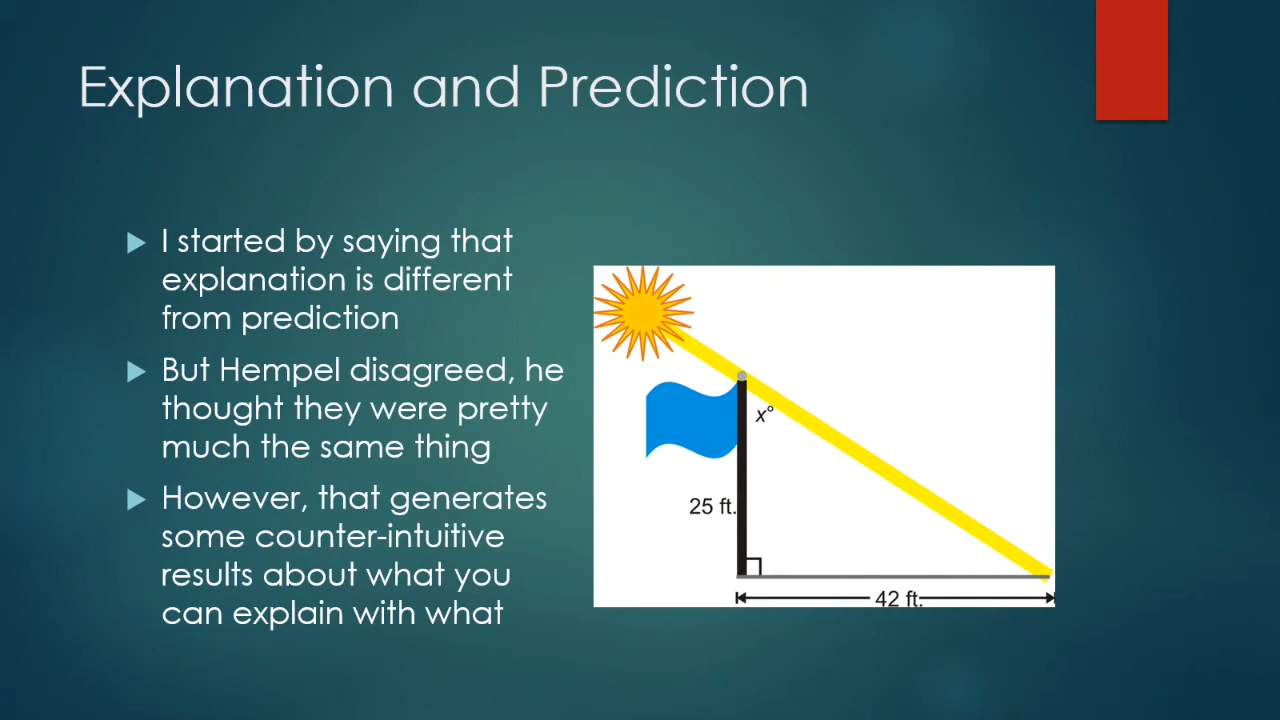 Explanation and Prediction
I started by saying that
explanation is different
from prediction
But Hempel disagreed, he
thought they were pretty
much the same thing
However, that generates
some counter-intuitive
results about what you
can explain with what
x°
25 ft.
42 ft.